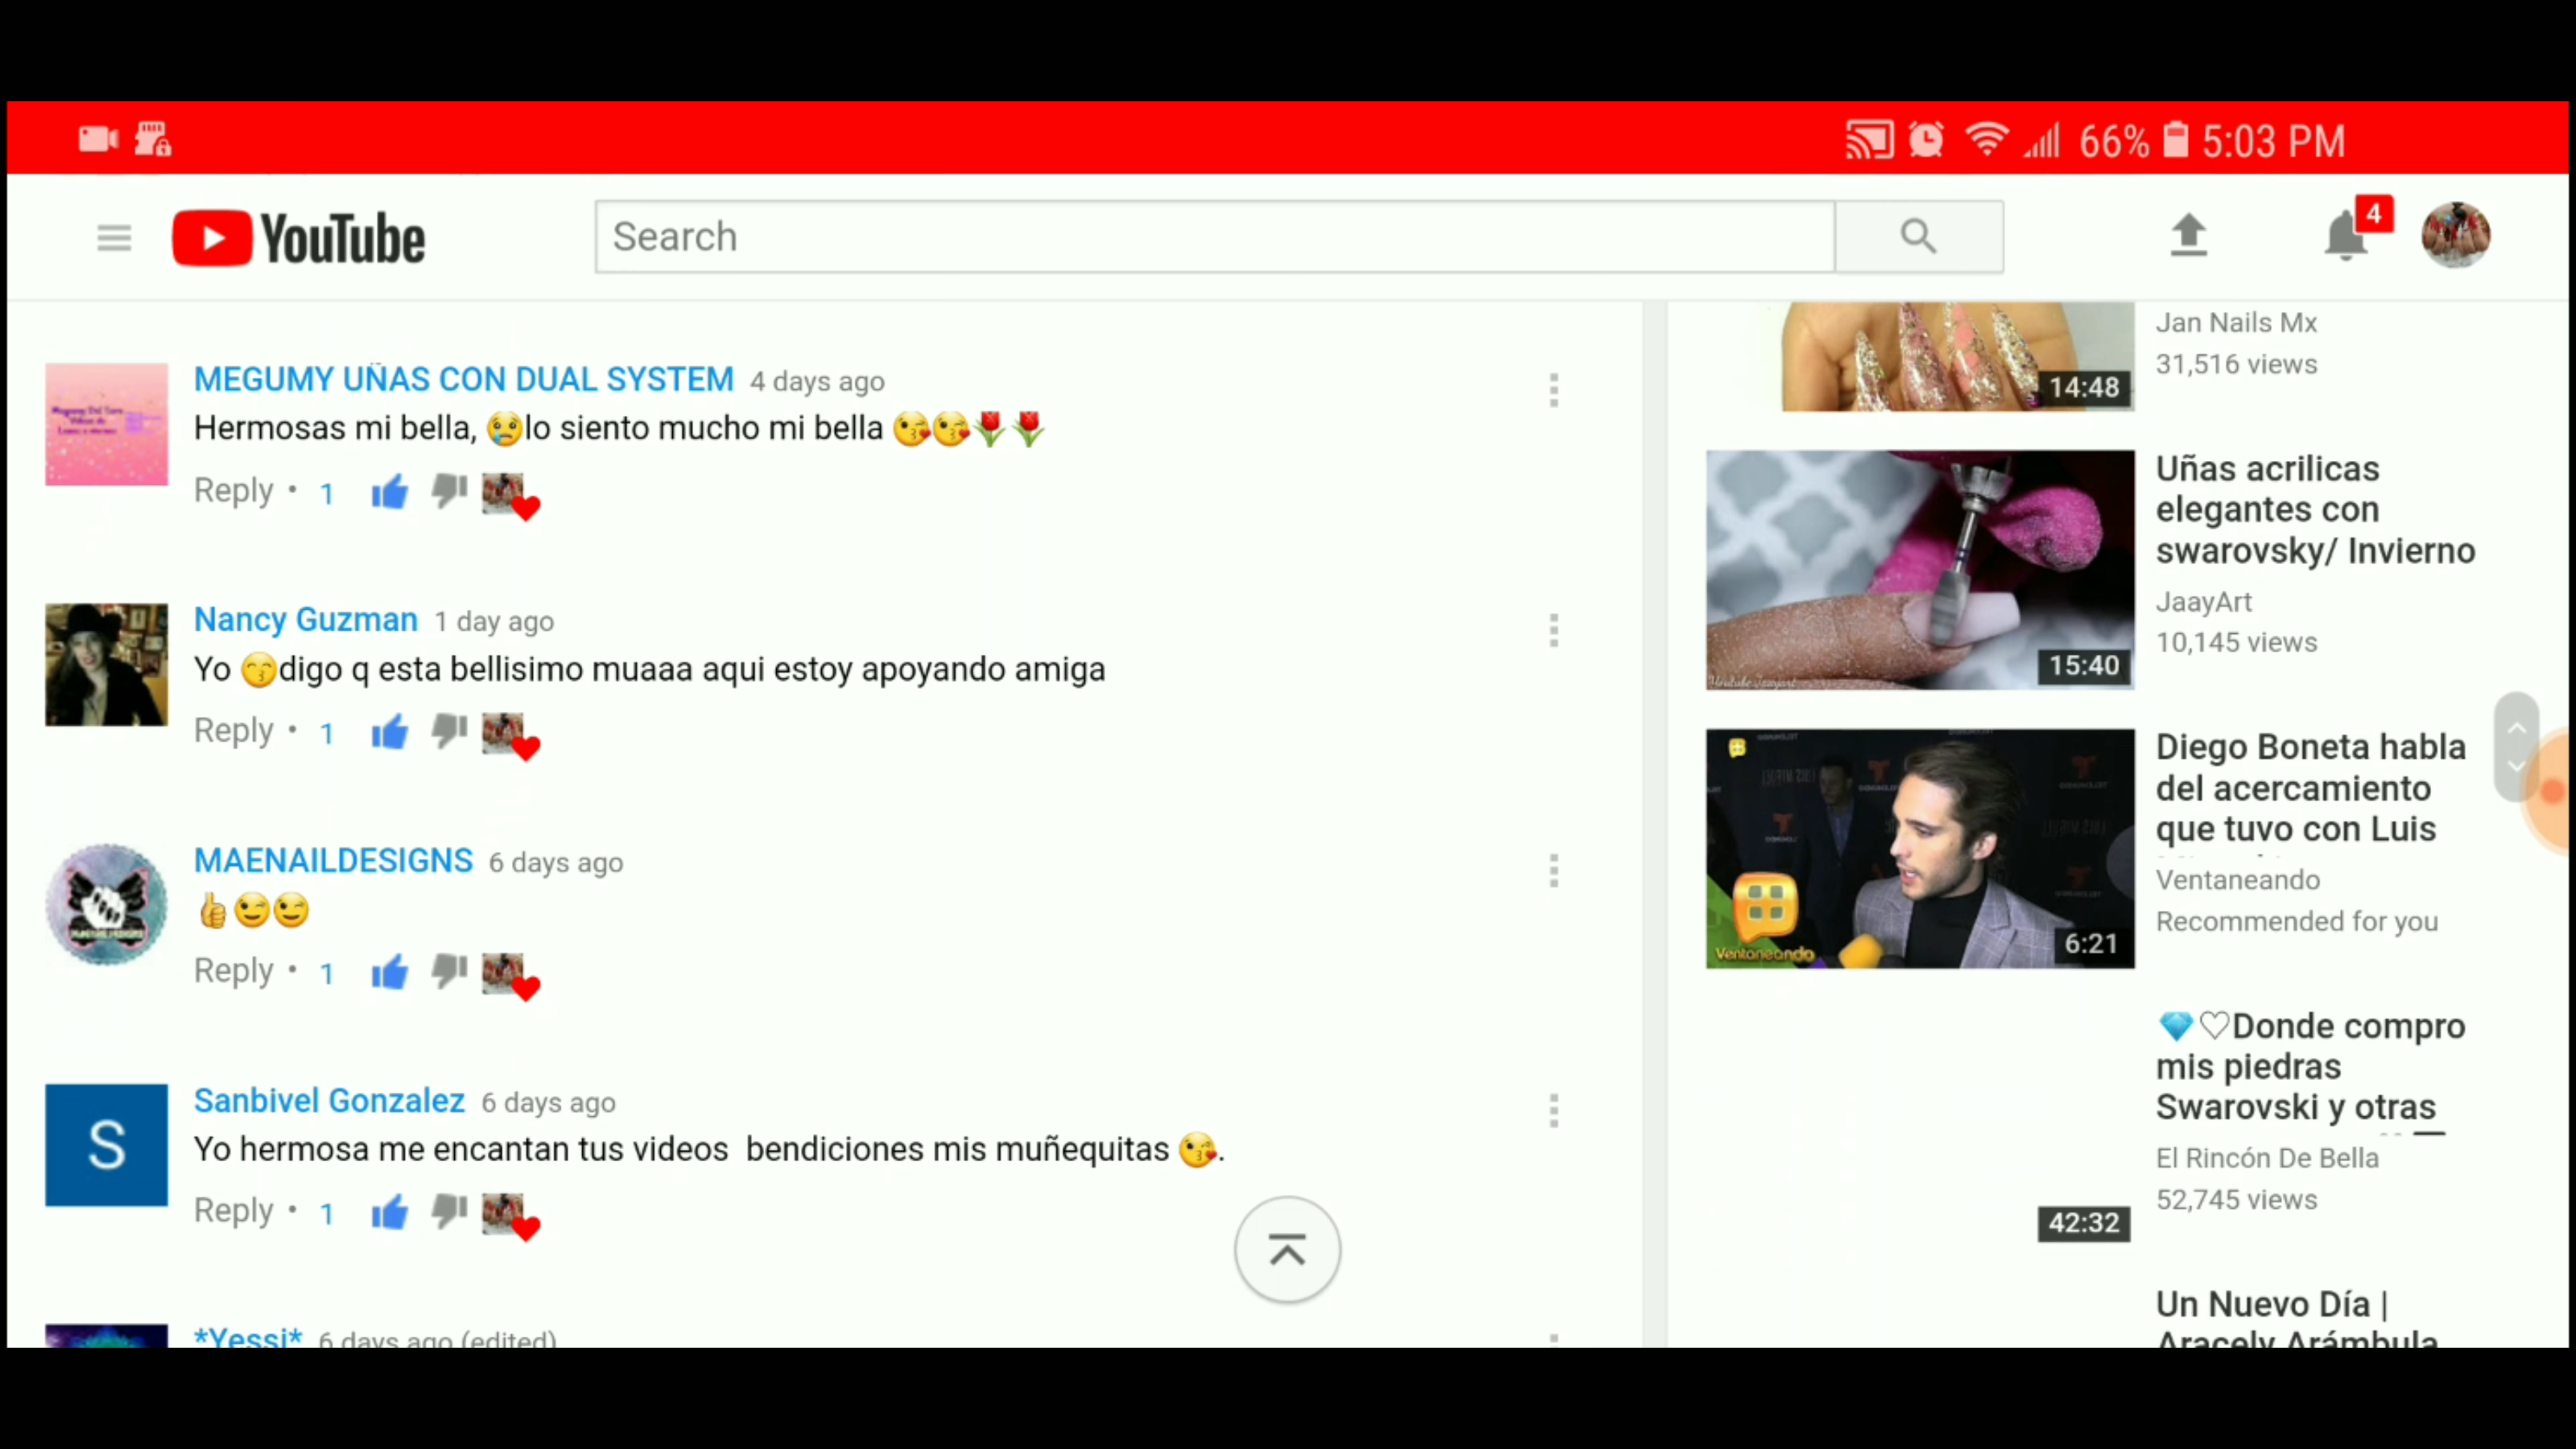 66% 5:03 PM
YouTube
Search
4
MEGUMY UÑAS CON DUAL SYSTEM 4 days ago
Hermosas mi bella, 😢lo siento mucho mi bella 😘😘🌷🌷
Reply • 1
Nancy Guzman 1 day ago
Yo 😙digo q esta bellisimo muaaa aqui estoy apoyando amiga
Reply • 1
MAENAILDESIGNS 6 days ago
👍😉😉
Reply • 1
S
Sanbivel Gonzalez 6 days ago
Yo hermosa me encantan tus videos  bendiciones mis muñequitas 😘.
Reply • 1
*Yessi* 6 days ago (edited)
14:48
Jan Nails Mx
31,516 views
15:40
Uñas acrilicas
elegantes con
swarovsky/ Invierno
JaayArt
10,145 views
Ventaneando
6:21
Diego Boneta habla
del acercamiento
que tuvo con Luis
Ventaneando
Recommended for you
42:32
💎♡Donde compro
mis piedras
Swarovski y otras
El Rincón De Bella
52,745 views
Un Nuevo Día |
Aracely Arámbula